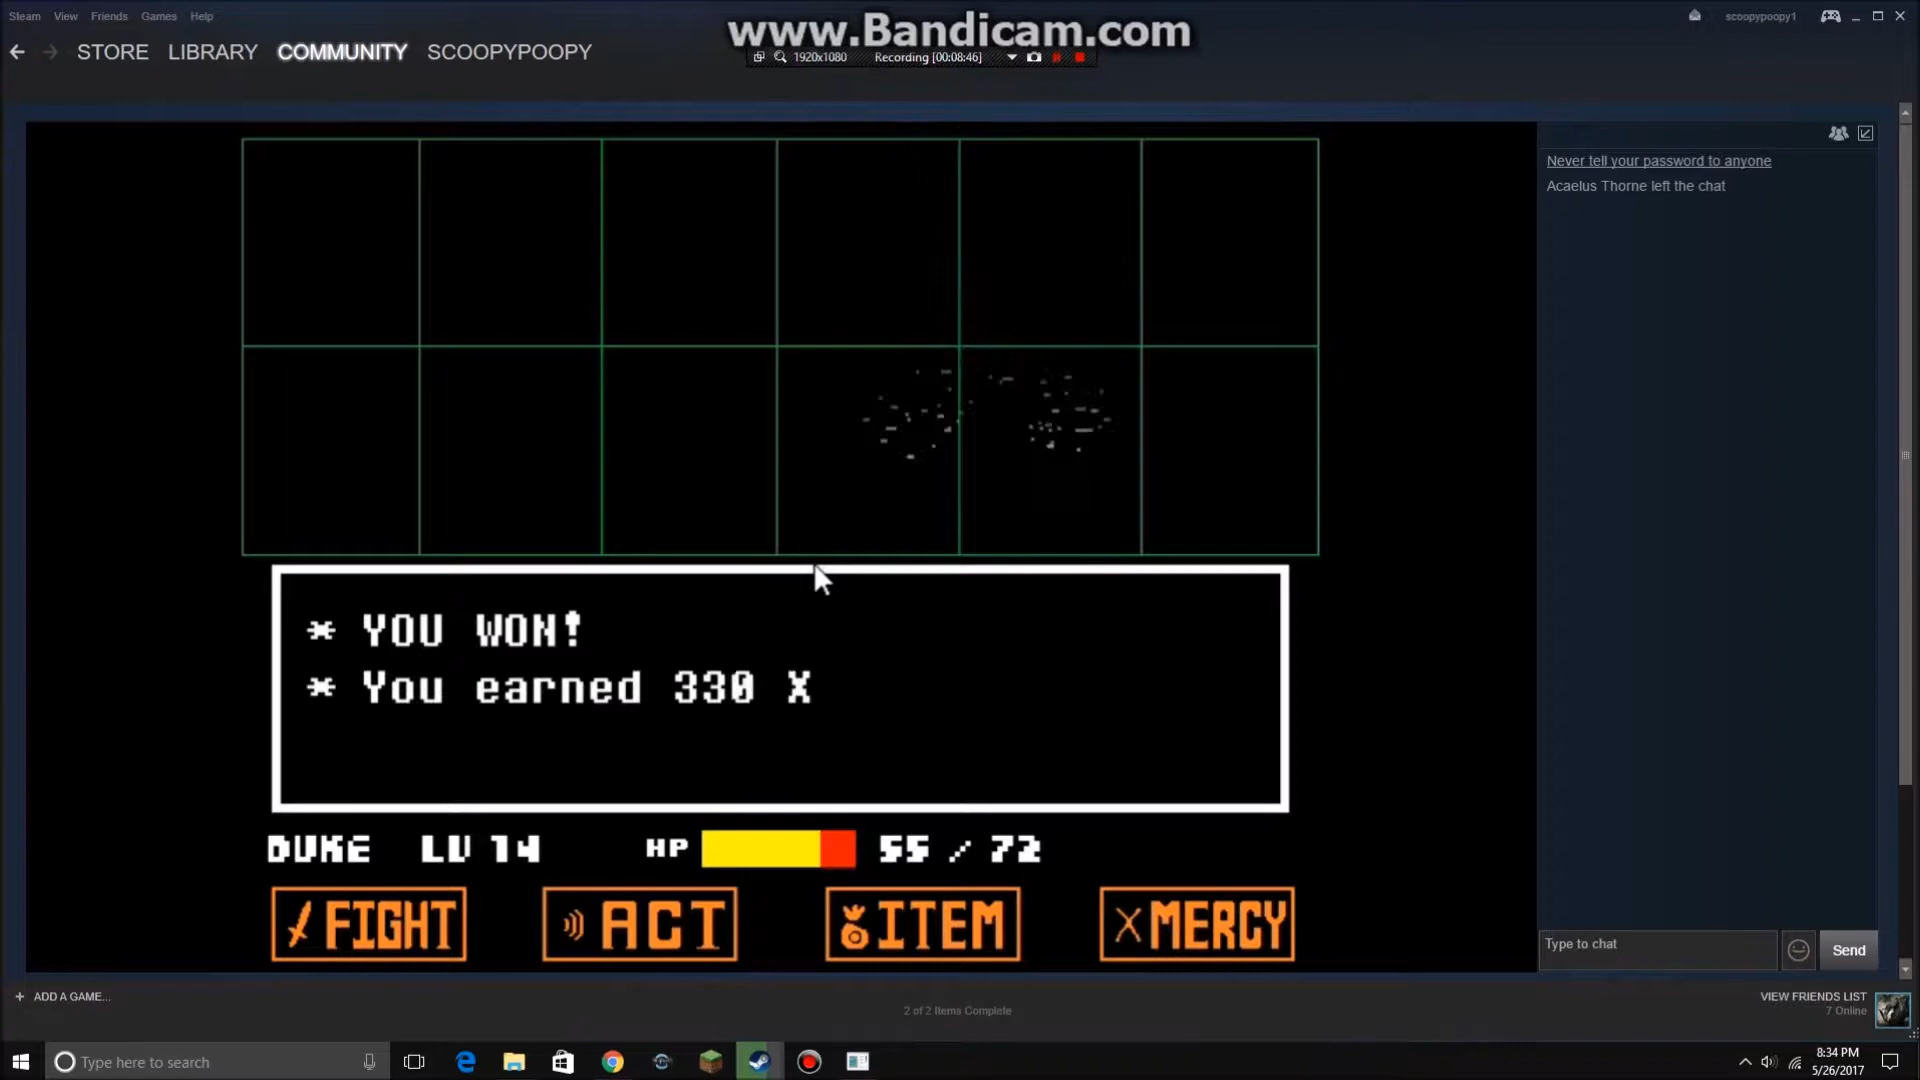 Steam View Friends Games Help
www.Bandicam.com
scoopypoopy1
STORE LIBRARY COMMUNITY SCOOPYPOOPY
1920x1080 Recording [00:08:46]
Never tell your password to anyone
Acaelus Thorne left the chat
* YOU WON!
* You earned 330 X
DUKE LV 14 HP 55 / 72
FIGHT ACT ITEM MERCY
Type to chat
Send
+ ADD A GAME...
2 of 2 Items Complete
VIEW FRIENDS LIST
7 Online
Type here to search
8:34 PM
5/26/2017